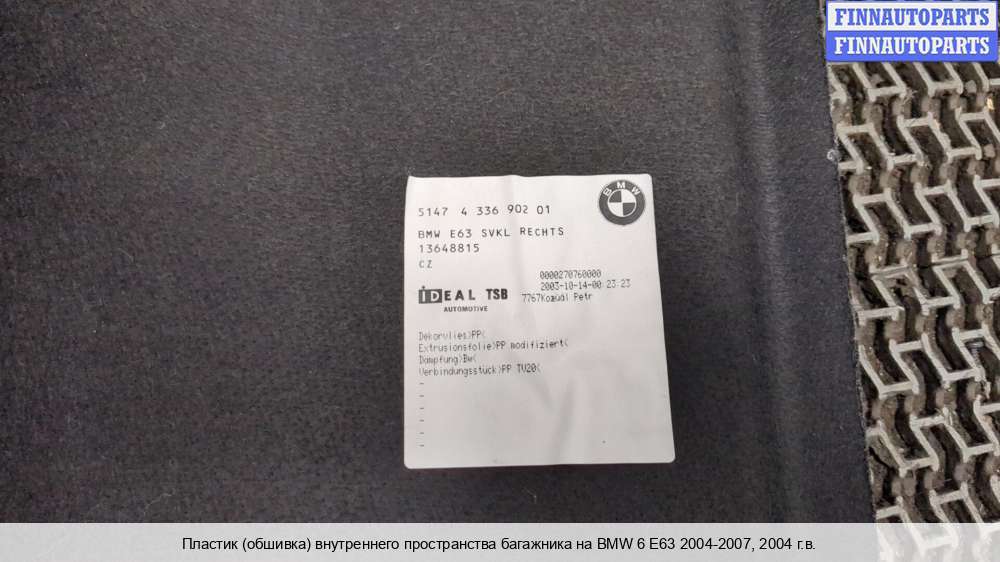 FINNAUTOPARTS
FINNAUTOPARTS
BMW
5147 4 336 902 01
BMW E63 SVKL RECHTS
13648815
CZ
0000270760000
2003-10-14-00:23:23
7767 Petr
IDEAL TSB
AUTOMOTIVE
Dekorvlies>PP<
Extrusionsfolie>PP modifiziert<
Dämpfung>BW<
Verbindungsstück>PP TV20<
-
-
-
-
-
-
Пластик (обшивка) внутреннего пространства багажника на BMW 6 E63 2004-2007, 2004 г.в.